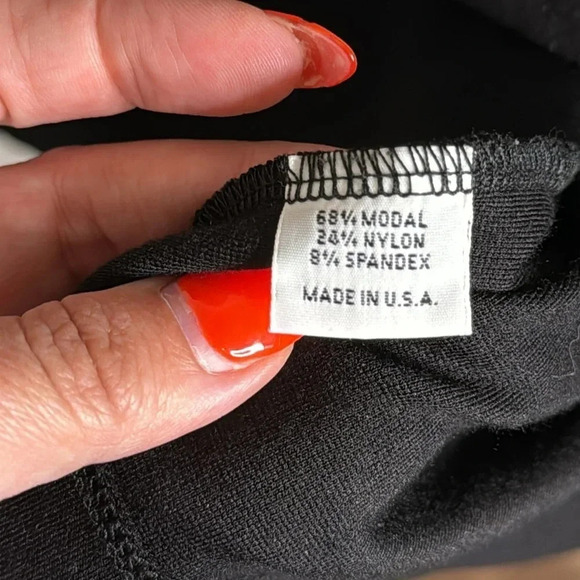 68% MODAL
24% NYLON
8% SPANDEX
MADE IN U.S.A.